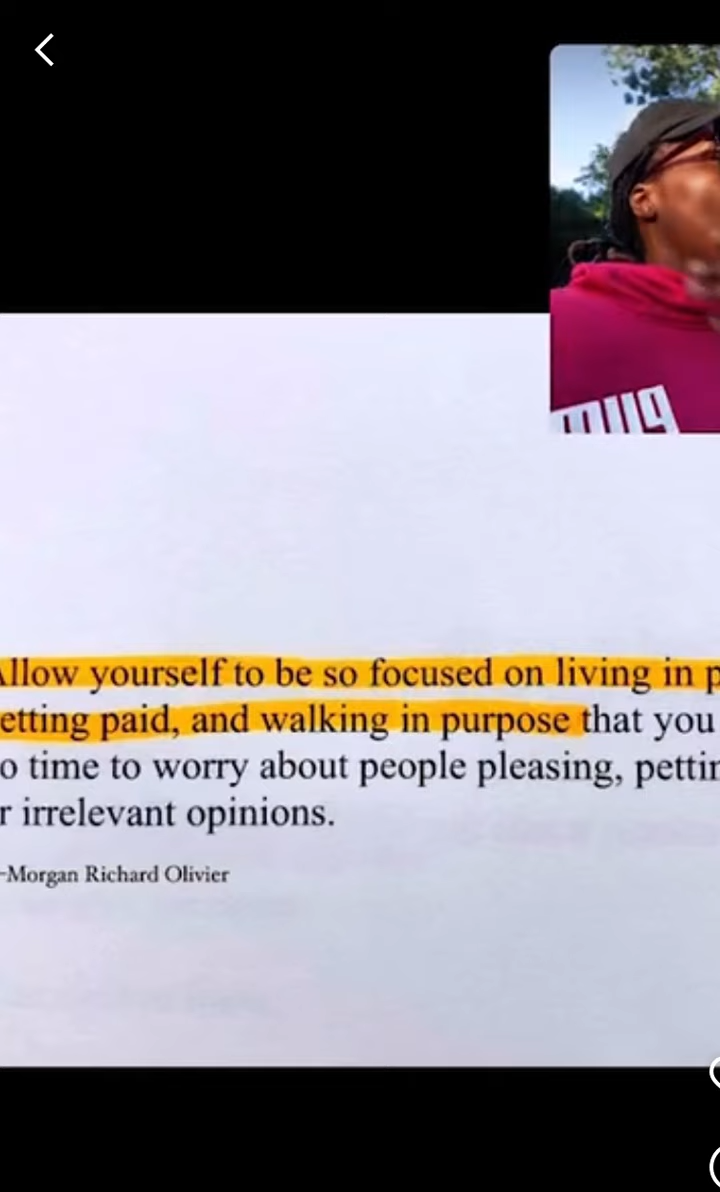 llow yourself to be so focused on living in p
etting paid, and walking in purpose that you
o time to worry about people pleasing, pettin
r irrelevant opinions.
–Morgan Richard Olivier